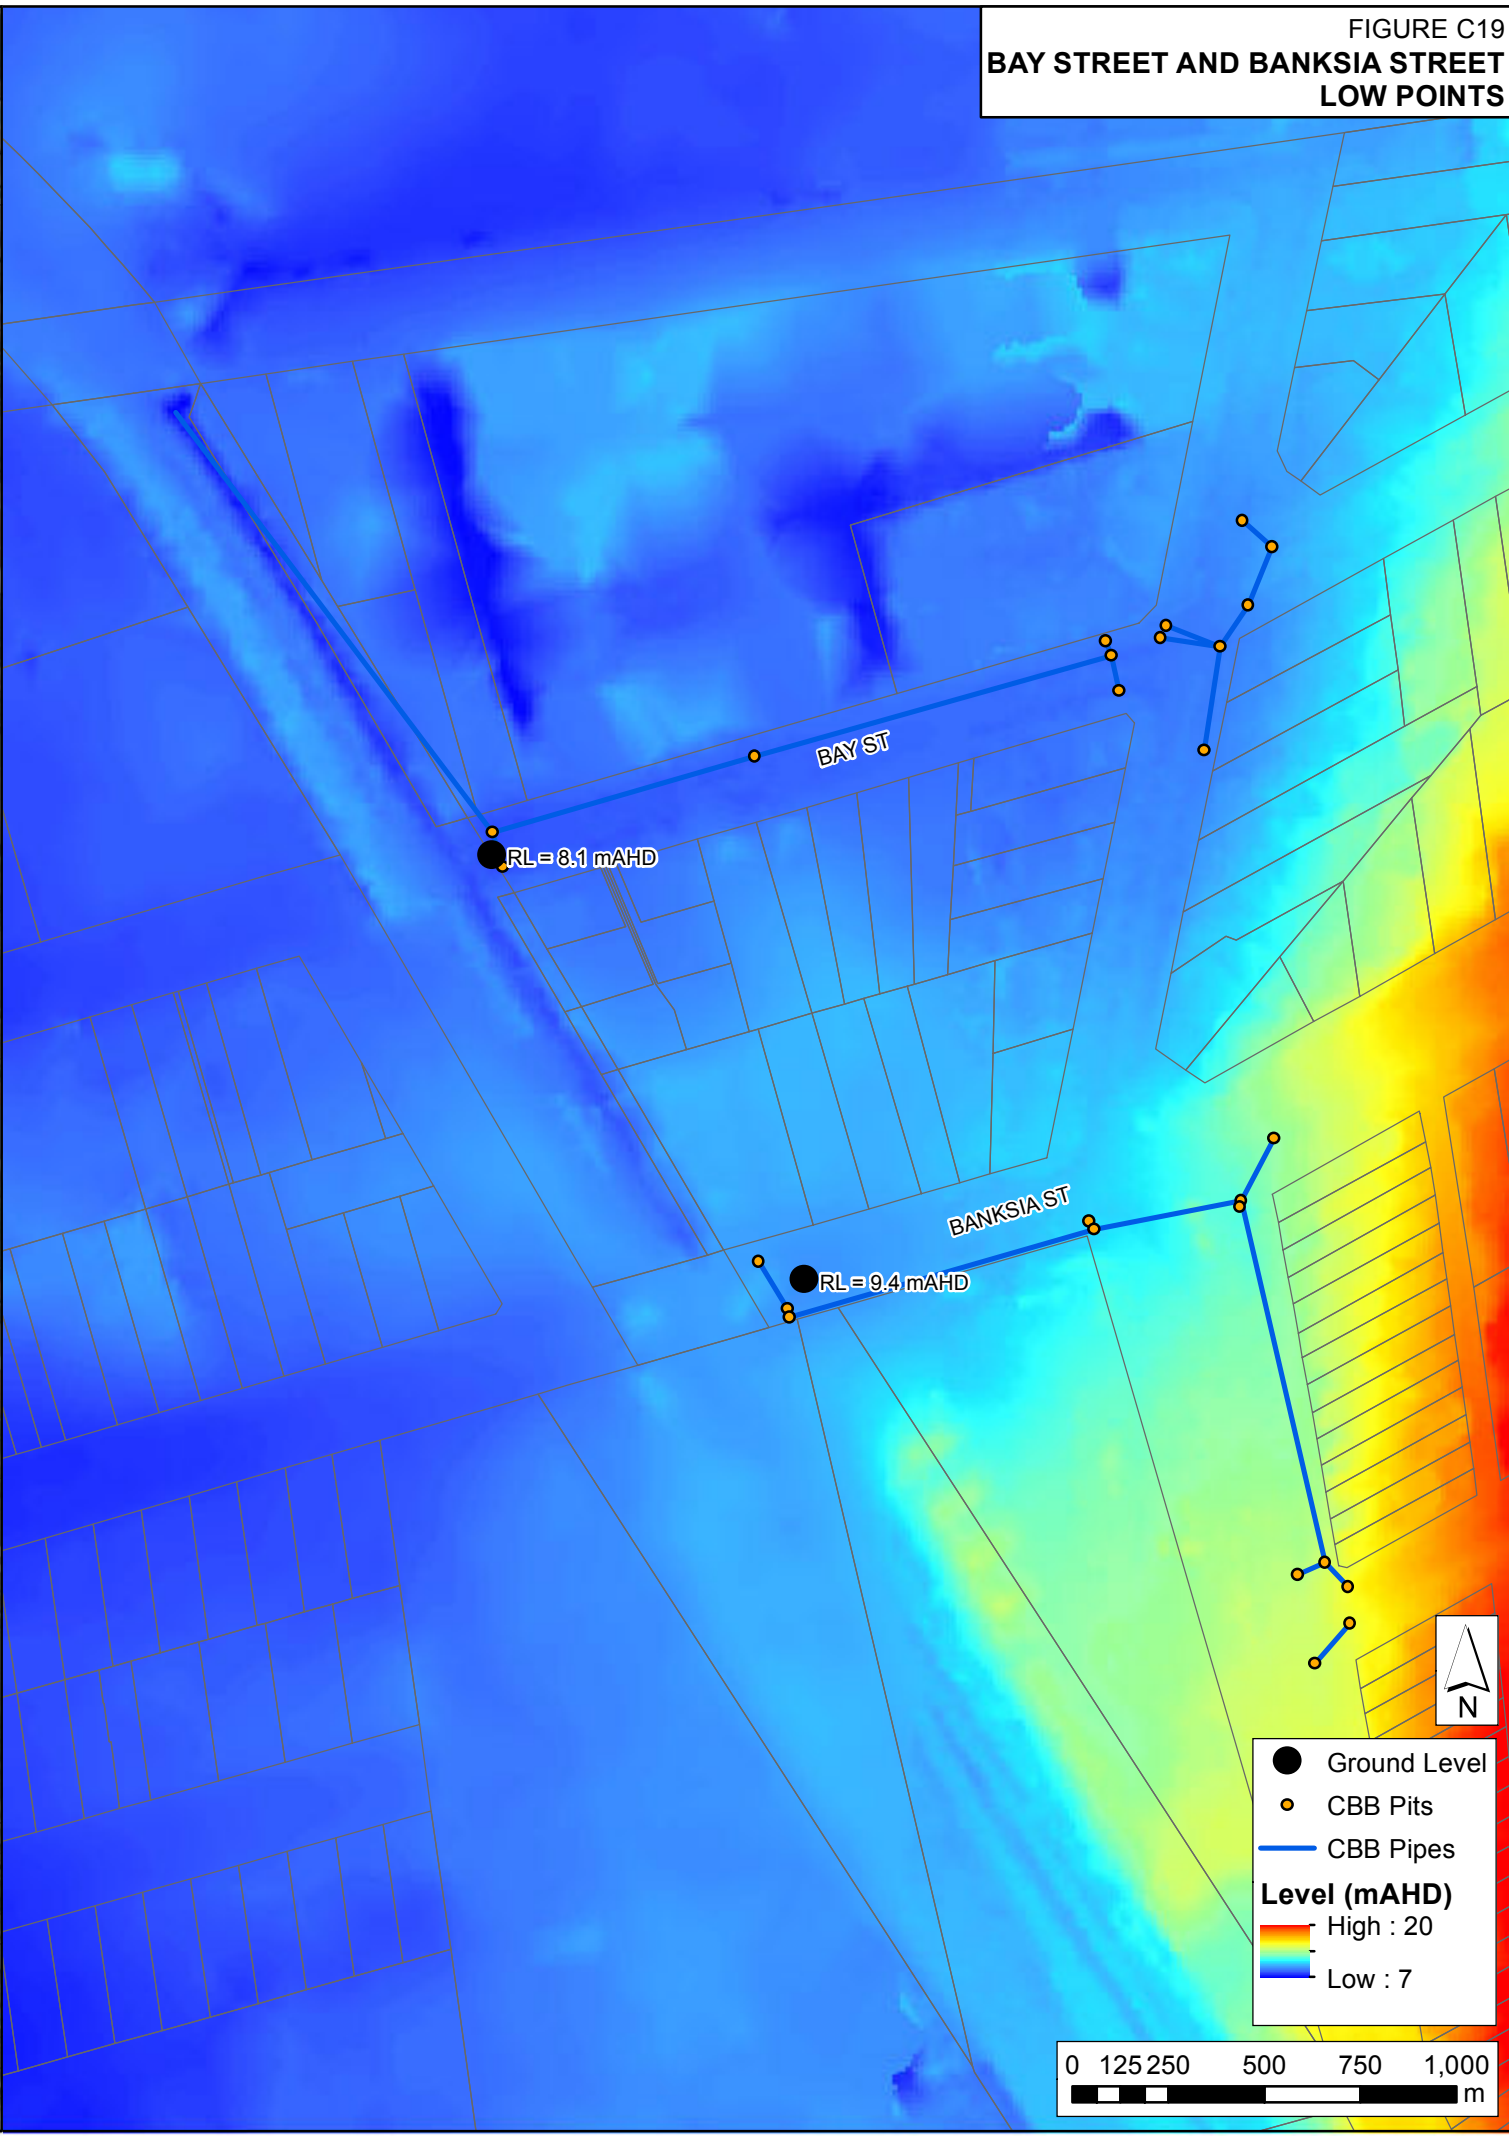 FIGURE C19
BAY STREET AND BANKSIA STREET
LOW POINTS
BAY ST
RL = 8.1 mAHD
BANKSIA ST
RL = 9.4 mAHD
N
Ground Level
CBB Pits
CBB Pipes
Level (mAHD)
High : 20
Low : 7
0 125 250 500 750 1,000
m